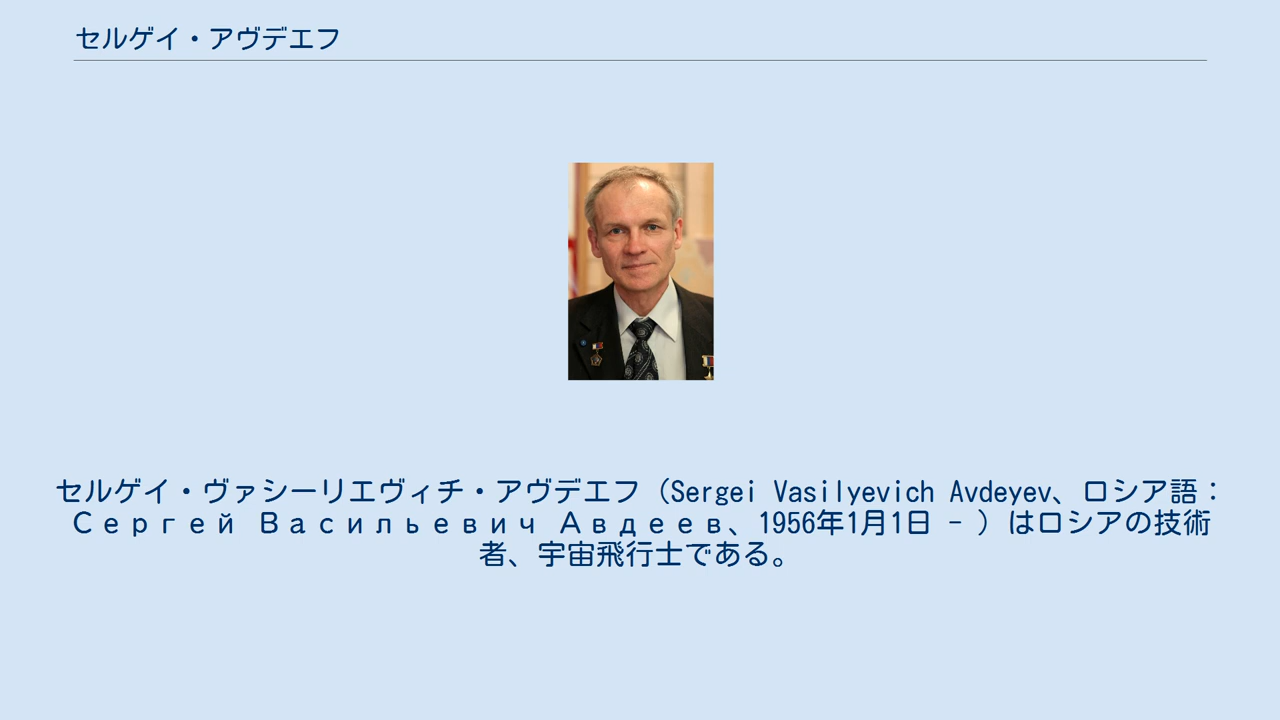 セルゲイ・アヴデエフ
セルゲイ・ヴァシーリエヴィチ・アヴデエフ（Sergei Vasilyevich Avdeyev、ロシア語：
Сергей Васильевич Авдеев、1956年1月1日 - ）はロシアの技術
者、宇宙飛行士である。